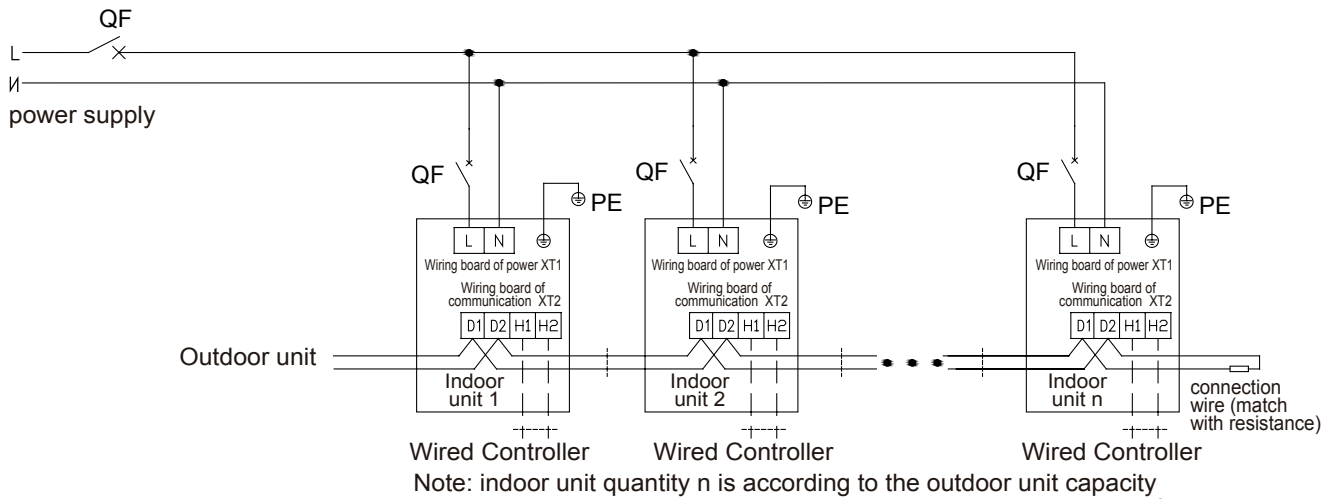 QF
L
N
power supply
QF
QF
QF
PE
PE
PE
L N
L N
L N
Wiring board of power XT1
Wiring board of power XT1
Wiring board of power XT1
Wiring board of
communication XT2
Wiring board of
communication XT2
Wiring board of
communication XT2
D1 D2 H1 H2
D1 D2 H1 H2
D1 D2 H1 H2
Outdoor unit
Indoor
unit 1
Indoor
unit 2
Indoor
unit n
connection
wire (match
with resistance)
Wired Controller
Wired Controller
Wired Controller
Note: indoor unit quantity n is according to the outdoor unit capacity